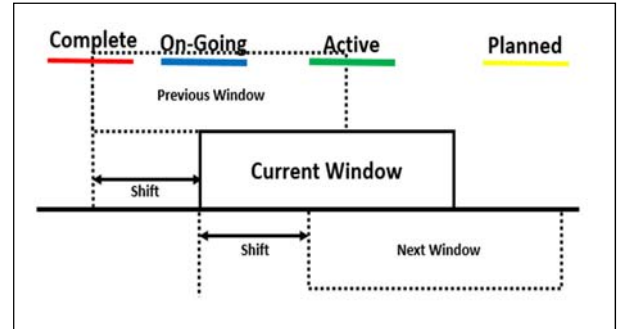 Complete On-Going Active Planned
Previous Window
Current Window
Shift
Shift Next Window